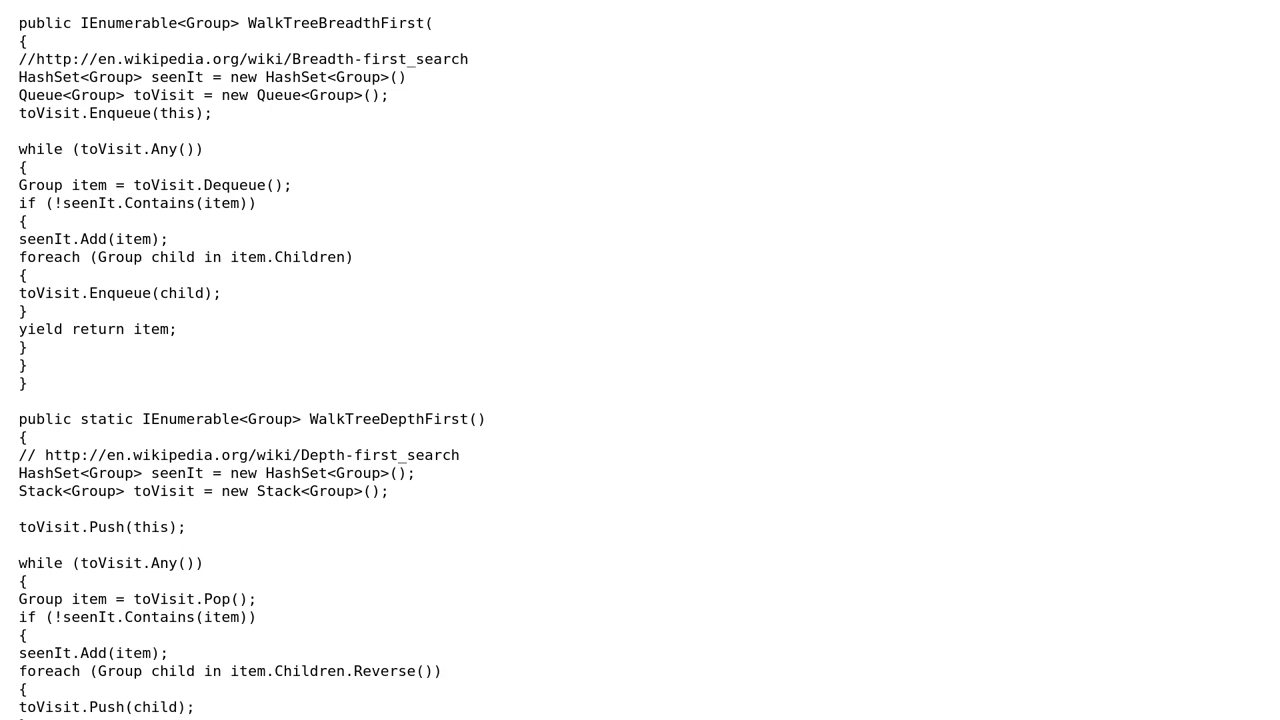 public IEnumerable<Group> WalkTreeBreadthFirst(
{
//http://en.wikipedia.org/wiki/Breadth-first_search
HashSet<Group> seenIt = new HashSet<Group>()
Queue<Group> toVisit = new Queue<Group>();
toVisit.Enqueue(this);

while (toVisit.Any())
{
Group item = toVisit.Dequeue();
if (!seenIt.Contains(item))
{
seenIt.Add(item);
foreach (Group child in item.Children)
{
toVisit.Enqueue(child);
}
yield return item;
}
}
}

public static IEnumerable<Group> WalkTreeDepthFirst()
{
// http://en.wikipedia.org/wiki/Depth-first_search
HashSet<Group> seenIt = new HashSet<Group>();
Stack<Group> toVisit = new Stack<Group>();

toVisit.Push(this);

while (toVisit.Any())
{
Group item = toVisit.Pop();
if (!seenIt.Contains(item))
{
seenIt.Add(item);
foreach (Group child in item.Children.Reverse())
{
toVisit.Push(child);